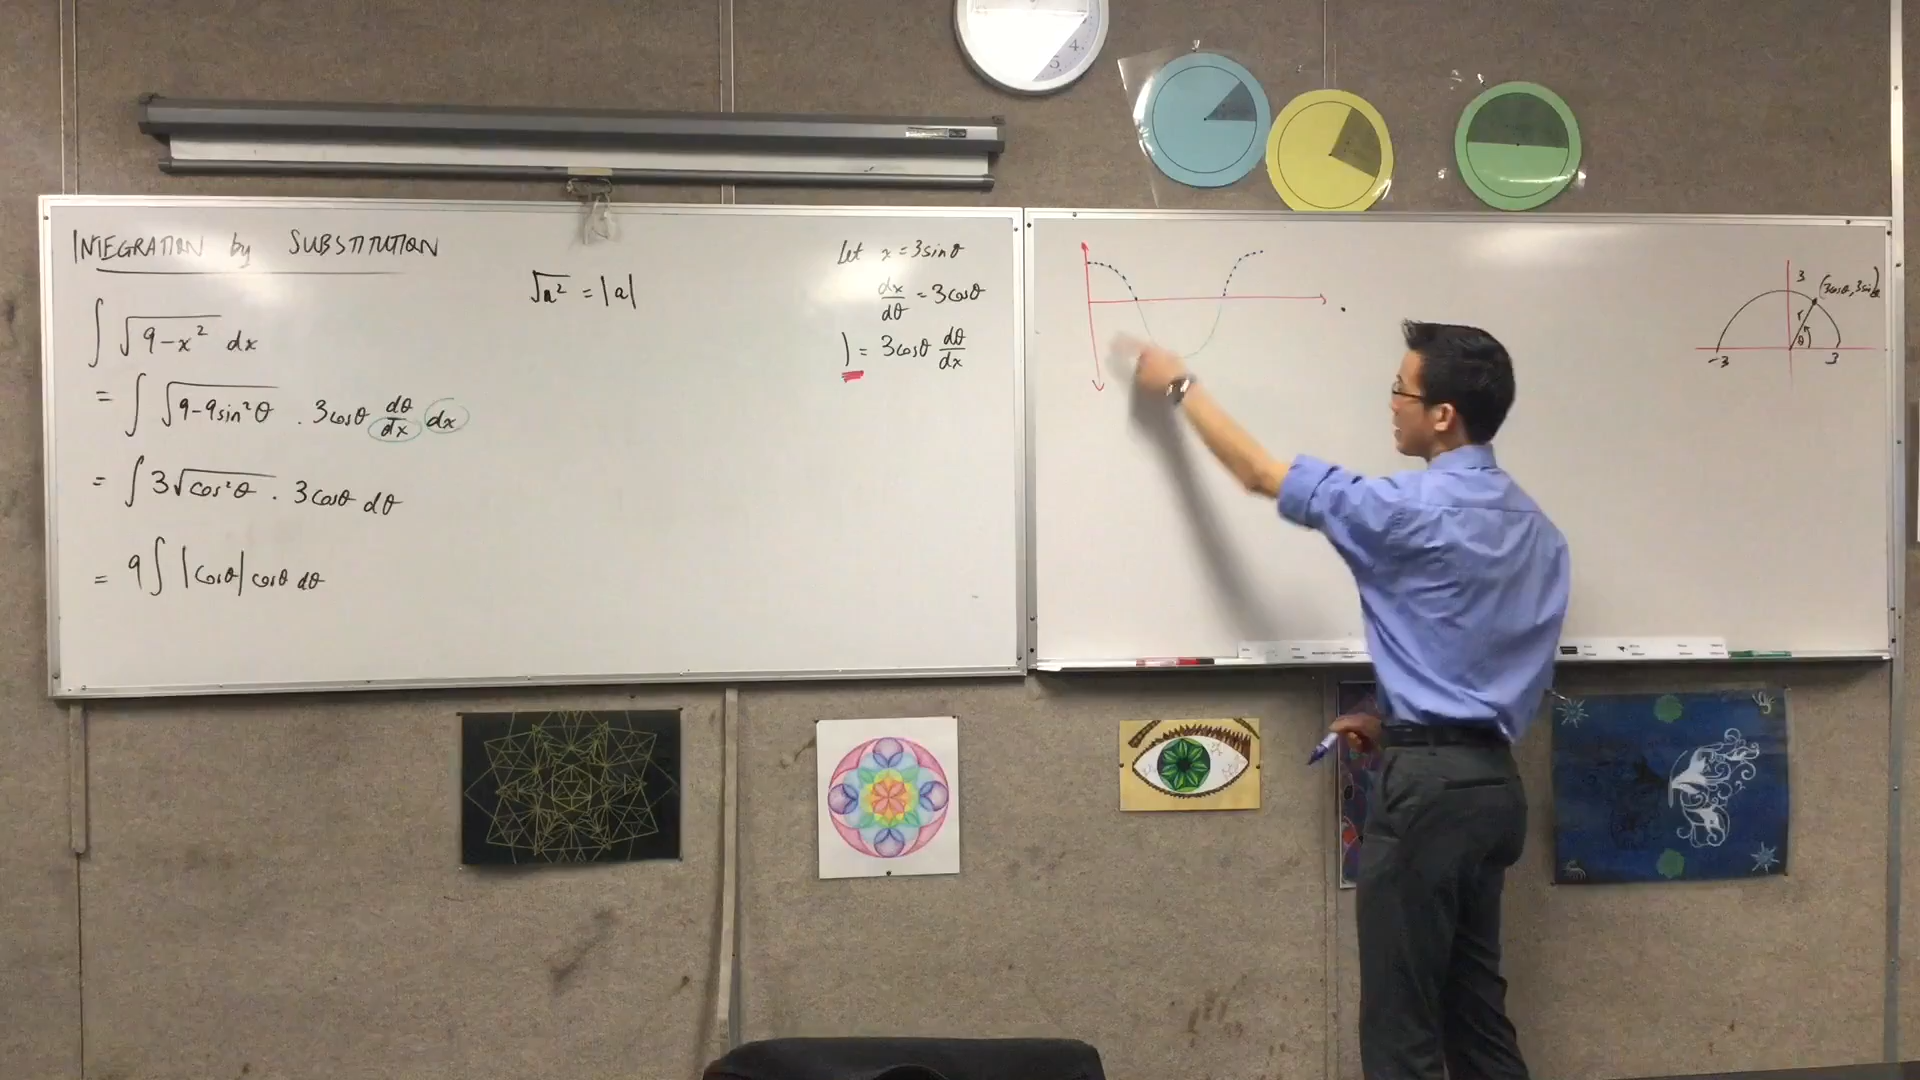 INTEGRATION by SUBSTITUTION
∫ √(9-x²) dx
= ∫ √(9-9sin²θ) . 3cosθ dθ/dx dx
= ∫ 3√(cos²θ) . 3cosθ dθ
= 9∫ |cosθ| cosθ dθ
√a² = |a|
Let x = 3sinθ
dx/dθ = 3cosθ
1 = 3cosθ dθ/dx
3
(3cosθ, 3sinθ)
r
θ
-3
3